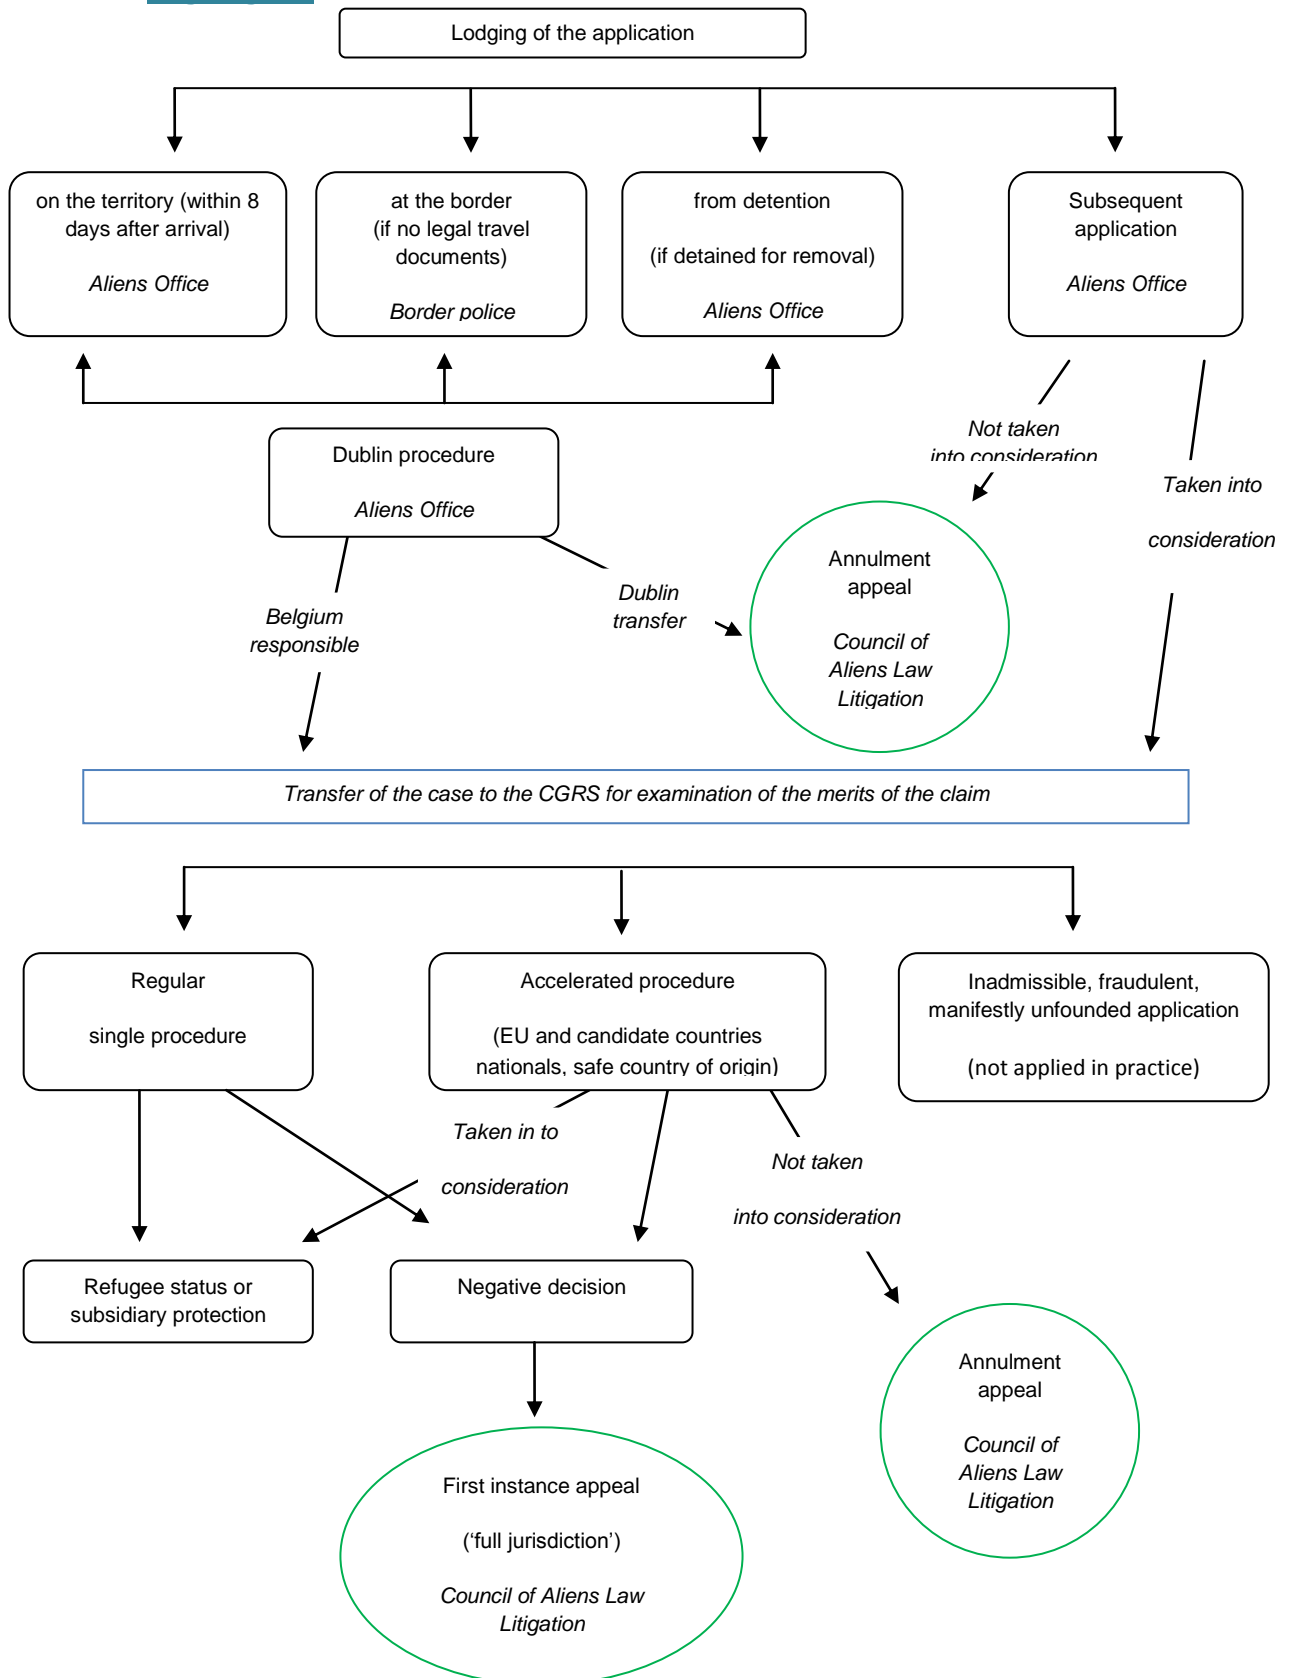 Lodging of the application
on the territory (within 8
days after arrival)
Aliens Office
at the border
(if no legal travel
documents)
Border police
from detention
(if detained for removal)
Aliens Office
Subsequent
application
Aliens Office
Dublin procedure
Aliens Office
Not taken
into consideration
Taken into
consideration
Belgium
responsible
Dublin
transfer
Annulment
appeal
Council of
Aliens Law
Litigation
Transfer of the case to the CGRS for examination of the merits of the claim
Regular
single procedure
Accelerated procedure
(EU and candidate countries
nationals, safe country of origin)
Inadmissible, fraudulent,
manifestly unfounded application
(not applied in practice)
Taken in to
consideration
Not taken
into consideration
Refugee status or
subsidiary protection
Negative decision
Annulment
appeal
Council of
Aliens Law
Litigation
First instance appeal
(‘full jurisdiction’)
Council of Aliens Law
Litigation